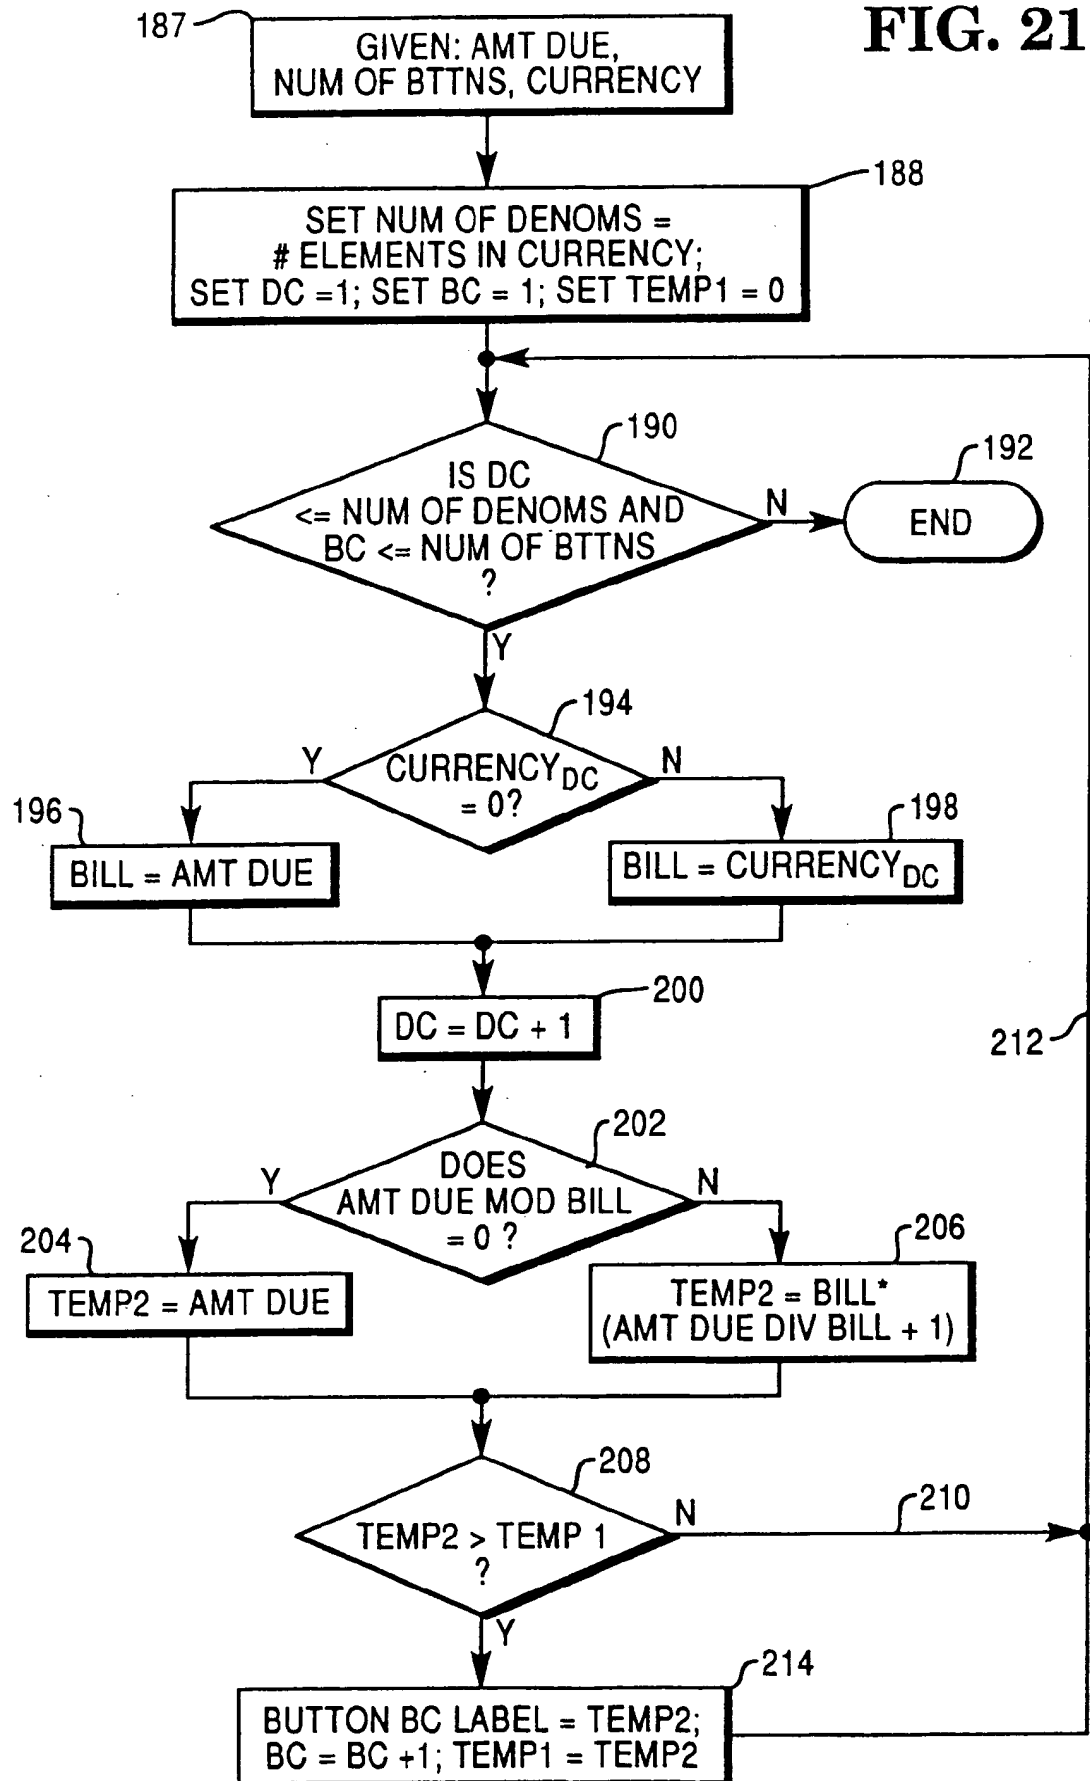 FIG. 21
187
GIVEN: AMT DUE,
NUM OF BTTNS, CURRENCY
188
SET NUM OF DENOMS =
# ELEMENTS IN CURRENCY;
SET DC =1; SET BC = 1; SET TEMP1 = 0
190
IS DC
<= NUM OF DENOMS AND
BC <= NUM OF BTTNS
?
N
192
END
Y
194
CURRENCY_DC
= 0?
Y
N
196
BILL = AMT DUE
198
BILL = CURRENCY_DC
200
DC = DC + 1
212
202
DOES
AMT DUE MOD BILL
= 0 ?
Y
N
204
TEMP2 = AMT DUE
206
TEMP2 = BILL*
(AMT DUE DIV BILL + 1)
208
TEMP2 > TEMP 1
?
N
210
Y
214
BUTTON BC LABEL = TEMP2;
BC = BC +1; TEMP1 = TEMP2